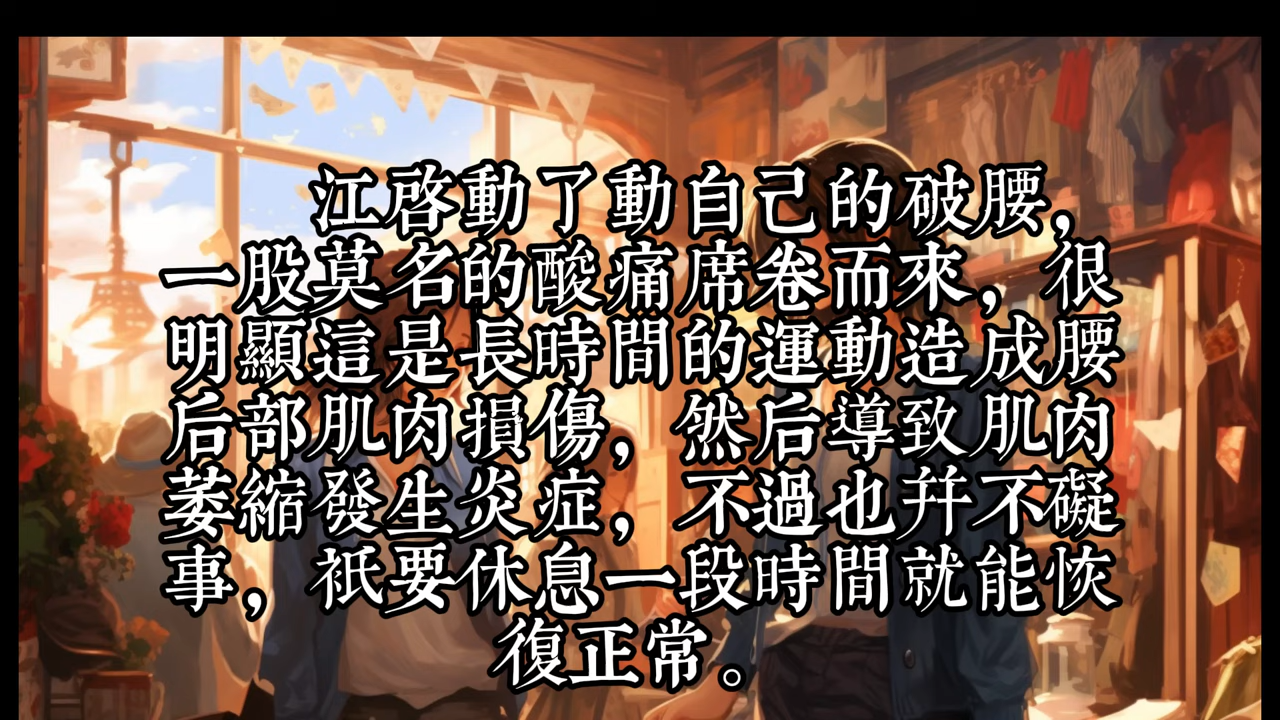 江啓動了動自己的破腰，
一股莫名的酸痛席卷而來，很
明顯這是長時間的運動造成腰
后部肌肉損傷，然后導致肌肉
萎縮發生炎症，不過也并不礙
事，衹要休息一段時間就能恢
復正常。